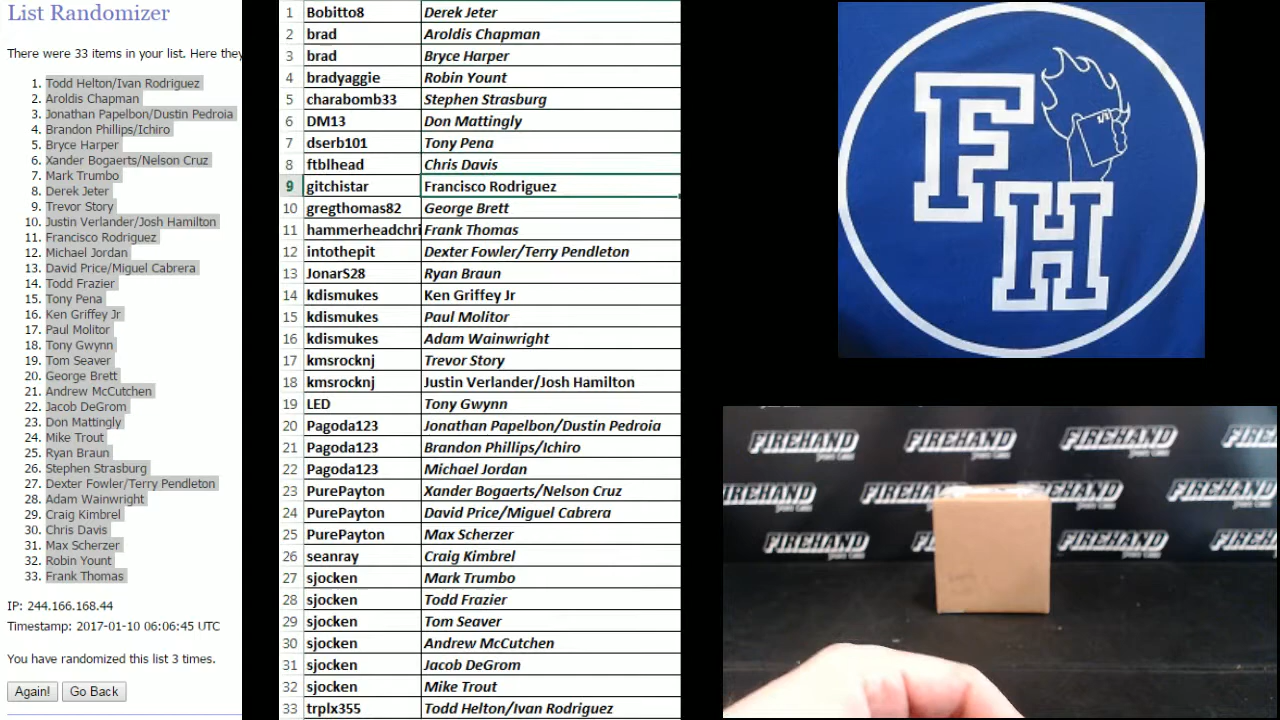 List Randomizer
There were 33 items in your list. Here they
1. Todd Helton/Ivan Rodriguez
2. Aroldis Chapman
3. Jonathan Papelbon/Dustin Pedroia
4. Brandon Phillips/Ichiro
5. Bryce Harper
6. Xander Bogaerts/Nelson Cruz
7. Mark Trumbo
8. Derek Jeter
9. Trevor Story
10. Justin Verlander/Josh Hamilton
11. Francisco Rodriguez
12. Michael Jordan
13. David Price/Miguel Cabrera
14. Todd Frazier
15. Tony Pena
16. Ken Griffey Jr
17. Paul Molitor
18. Tony Gwynn
19. Tom Seaver
20. George Brett
21. Andrew McCutchen
22. Jacob DeGrom
23. Don Mattingly
24. Mike Trout
25. Ryan Braun
26. Stephen Strasburg
27. Dexter Fowler/Terry Pendleton
28. Adam Wainwright
29. Craig Kimbrel
30. Chris Davis
31. Max Scherzer
32. Robin Yount
33. Frank Thomas
IP: 244.166.168.44
Timestamp: 2017-01-10 06:06:45 UTC
You have randomized this list 3 times.
Again! Go Back
1 Bobitto8 Derek Jeter
2 brad Aroldis Chapman
3 brad Bryce Harper
4 bradyaggie Robin Yount
5 charabomb33 Stephen Strasburg
6 DM13 Don Mattingly
7 dserb101 Tony Pena
8 ftblhead Chris Davis
9 gitchistar Francisco Rodriguez
10 gregthomas82 George Brett
11 hammerheadchri Frank Thomas
12 intothepit Dexter Fowler/Terry Pendleton
13 JonarS28 Ryan Braun
14 kdismukes Ken Griffey Jr
15 kdismukes Paul Molitor
16 kdismukes Adam Wainwright
17 kmsrocknj Trevor Story
18 kmsrocknj Justin Verlander/Josh Hamilton
19 LED Tony Gwynn
20 Pagoda123 Jonathan Papelbon/Dustin Pedroia
21 Pagoda123 Brandon Phillips/Ichiro
22 Pagoda123 Michael Jordan
23 PurePayton Xander Bogaerts/Nelson Cruz
24 PurePayton David Price/Miguel Cabrera
25 PurePayton Max Scherzer
26 seanray Craig Kimbrel
27 sjocken Mark Trumbo
28 sjocken Todd Frazier
29 sjocken Tom Seaver
30 sjocken Andrew McCutchen
31 sjocken Jacob DeGrom
32 sjocken Mike Trout
33 trplx355 Todd Helton/Ivan Rodriguez
F H
FIREHAND FIREHAND FIREHAND FIRE
IREHAND FIREHA HAND FIREHAND
FIREHAND FIREHAND FIREH